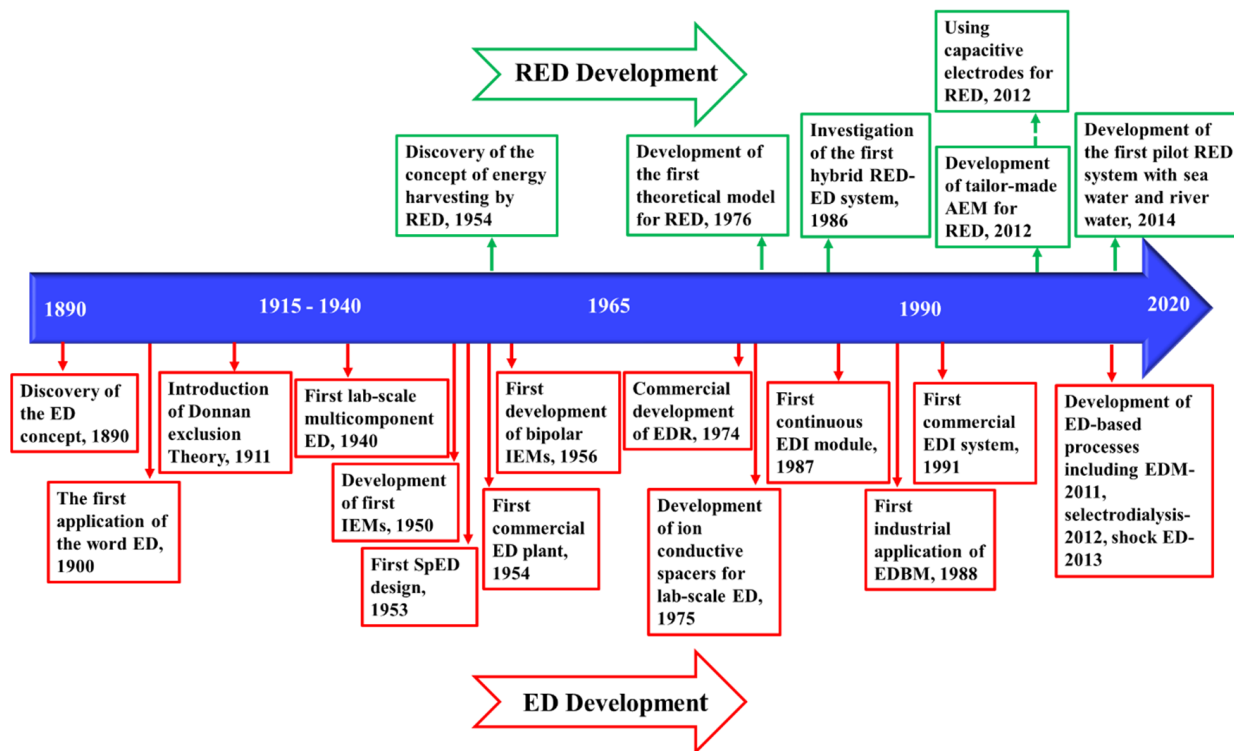 RED Development
Using
capacitive
electrodes for
RED, 2012
Discovery of the
concept of energy
harvesting by
RED, 1954
Development of
the first
theoretical model
for RED, 1976
Investigation
of the first
hybrid RED-
ED system,
1986
Development
of tailor-made
AEM for
RED, 2012
Development of
the first pilot RED
system with sea
water and river
water, 2014
1890
1915 - 1940
1965
1990
2020
Discovery of
the ED
concept, 1890
The first
application of
the word ED,
1900
Introduction
of Donnan
exclusion
Theory, 1911
First lab-scale
multicomponent
ED, 1940
Development
of first
IEMs, 1950
First SpED
design,
1953
First
commercial
ED plant,
1954
First
development
of bipolar
IEMs, 1956
Commercial
development
of EDR, 1974
Development
of ion
conductive
spacers for
lab-scale ED,
1975
First
continuous
EDI module,
1987
First
industrial
application of
EDBM, 1988
First
commercial
EDI system,
1991
Development of
ED-based
processes
including EDM-
2011,
selectrodialysis-
2012, shock ED-
2013
ED Development